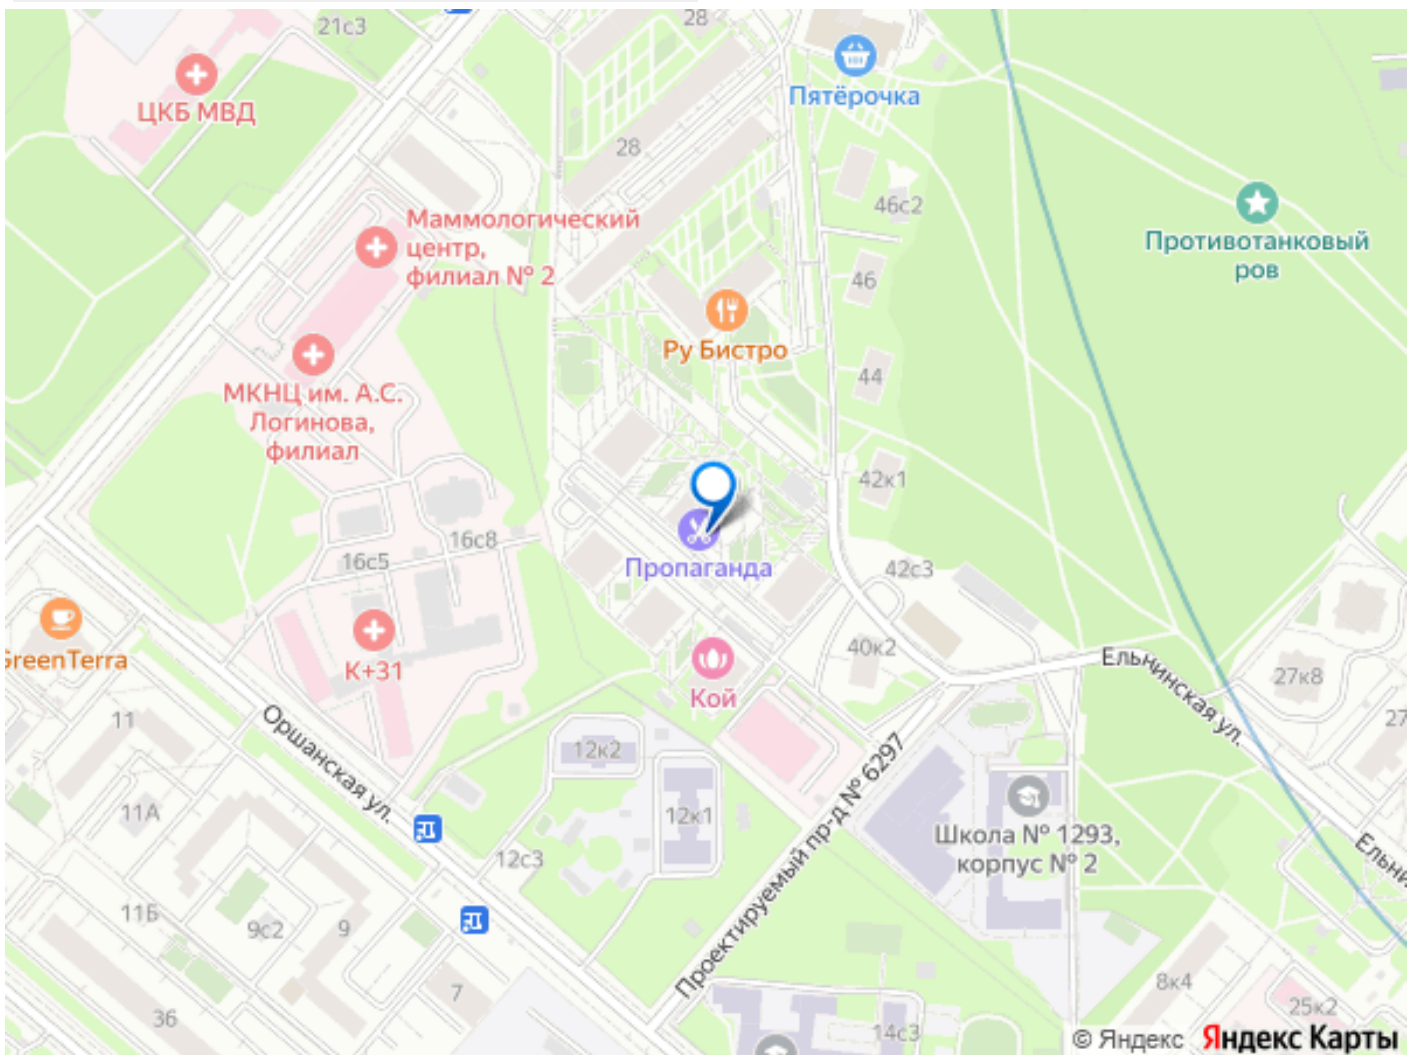 21с3
28
ЦКБ МВД
Пятёрочка
28
46с2
Маммологический
центр,
филиал № 2
Противотанковый
ров
46
Ру Бистро
44
МКНЦ им. А.С.
Логинова,
филиал
42к1
16с8
16с5
Пропаганда
42с3
GreenTerra
К+31
Кой
40к2
Ельнинская ул.
27к8
27
11
Оршанская ул.
12к2
Проектируемый пр-д № 6297
11А
12к1
Школа № 1293,
корпус № 2
12с3
Ельни
11Б
9с2
9
7
8к4
36
14с3
25к2
© Яндекс Яндекс Карты